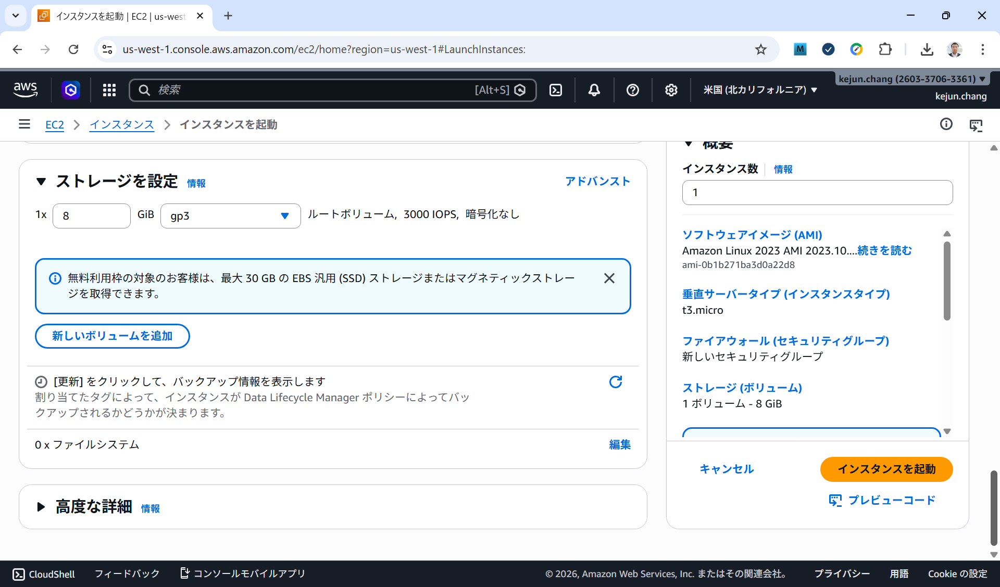 インスタンスを起動 | EC2 | us-west
us-west-1.console.aws.amazon.com/ec2/home?region=us-west-1#LaunchInstances:
M
aws
検索
[Alt+S]
米国 (北カリフォルニア) ▼
kejun.chang (2603-3706-3361) ▼
kejun.chang
EC2
インスタンス
インスタンスを起動
ストレージを設定 情報
アドバンスト
1x
8
GiB
gp3
ルートボリューム, 3000 IOPS, 暗号化なし
無料利用枠の対象のお客様は、最大 30 GB の EBS 汎用 (SSD) ストレージまたはマグネティックストレー
ジを取得できます。
新しいボリュームを追加
[更新] をクリックして、バックアップ情報を表示します
割り当てたタグによって、インスタンスが Data Lifecycle Manager ポリシーによってバッ
クアップされるかどうかが決まります。
0 x ファイルシステム
編集
高度な詳細 情報
概要
インスタンス数
情報
1
ソフトウェアイメージ (AMI)
Amazon Linux 2023 AMI 2023.10....続きを読む
ami-0b1b271ba3d0a22d8
垂直サーバータイプ (インスタンスタイプ)
t3.micro
ファイアウォール (セキュリティグループ)
新しいセキュリティグループ
ストレージ (ボリューム)
1 ボリューム - 8 GiB
キャンセル
インスタンスを起動
プレビューコード
CloudShell
フィードバック
コンソールモバイルアプリ
© 2026, Amazon Web Services, Inc. またはその関連会社。
プライバシー
用語
Cookie の設定